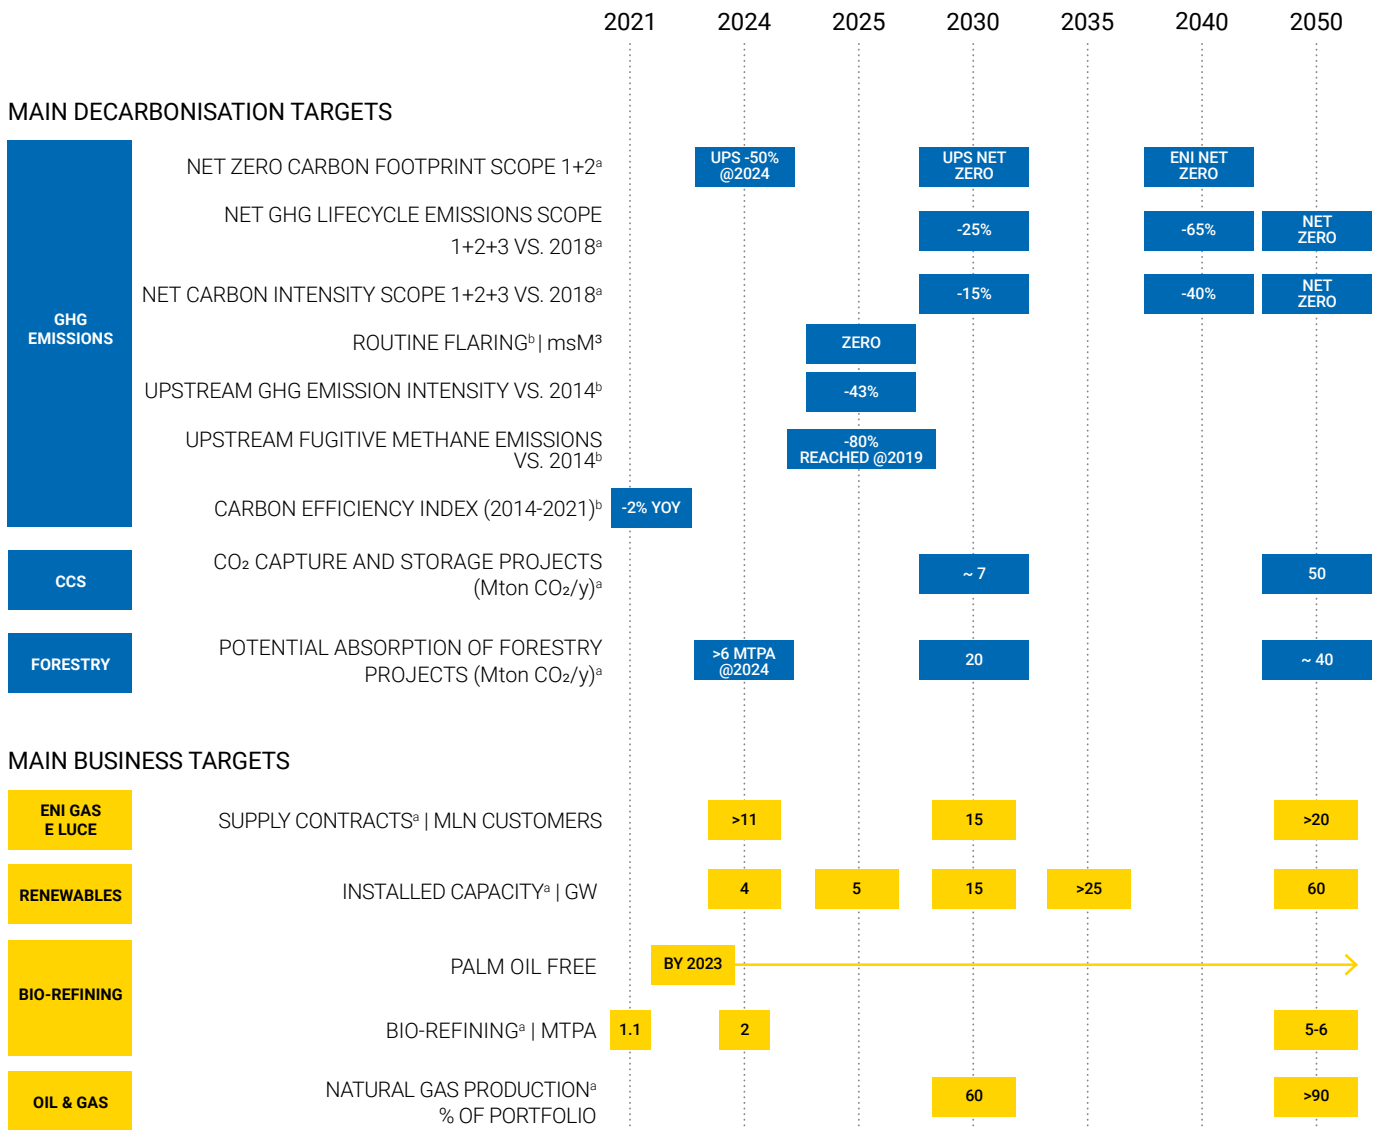 2021 2024 2025 2030 2035 2040 2050
MAIN DECARBONISATION TARGETS
GHG
EMISSIONS
NET ZERO CARBON FOOTPRINT SCOPE 1+2ᵃ
UPS -50%
@2024
UPS NET
ZERO
ENI NET
ZERO
NET GHG LIFECYCLE EMISSIONS SCOPE
1+2+3 VS. 2018ᵃ
-25%
-65%
NET
ZERO
NET CARBON INTENSITY SCOPE 1+2+3 VS. 2018ᵃ
-15%
-40%
NET
ZERO
ROUTINE FLARINGᵇ | msM³
ZERO
UPSTREAM GHG EMISSION INTENSITY VS. 2014ᵇ
-43%
UPSTREAM FUGITIVE METHANE EMISSIONS
VS. 2014ᵇ
-80%
REACHED @2019
CARBON EFFICIENCY INDEX (2014-2021)ᵇ
-2% YOY
CCS
CO₂ CAPTURE AND STORAGE PROJECTS
(Mton CO₂/y)ᵃ
~ 7
50
FORESTRY
POTENTIAL ABSORPTION OF FORESTRY
PROJECTS (Mton CO₂/y)ᵃ
>6 MTPA
@2024
20
~ 40
MAIN BUSINESS TARGETS
ENI GAS
E LUCE
SUPPLY CONTRACTSᵃ | MLN CUSTOMERS
>11
15
>20
RENEWABLES
INSTALLED CAPACITYᵃ | GW
4
5
15
>25
60
BIO-REFINING
PALM OIL FREE
BY 2023
BIO-REFININGᵃ | MTPA
1.1
2
5-6
OIL & GAS
NATURAL GAS PRODUCTIONᵃ
% OF PORTFOLIO
60
>90